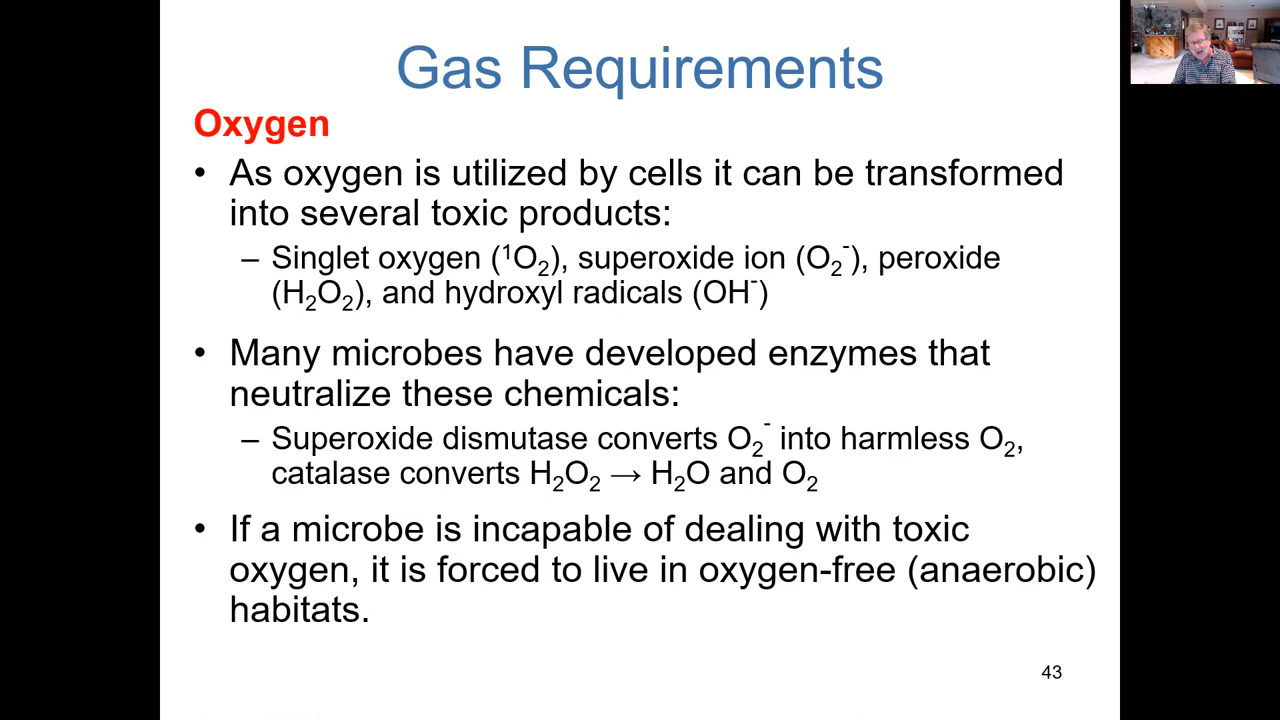 Gas Requirements
Oxygen
• As oxygen is utilized by cells it can be transformed
into several toxic products:
– Singlet oxygen (¹O₂), superoxide ion (O₂⁻), peroxide
(H₂O₂), and hydroxyl radicals (OH⁻)
• Many microbes have developed enzymes that
neutralize these chemicals:
– Superoxide dismutase converts O₂⁻ into harmless O₂,
catalase converts H₂O₂ → H₂O and O₂
• If a microbe is incapable of dealing with toxic
oxygen, it is forced to live in oxygen-free (anaerobic)
habitats.
43